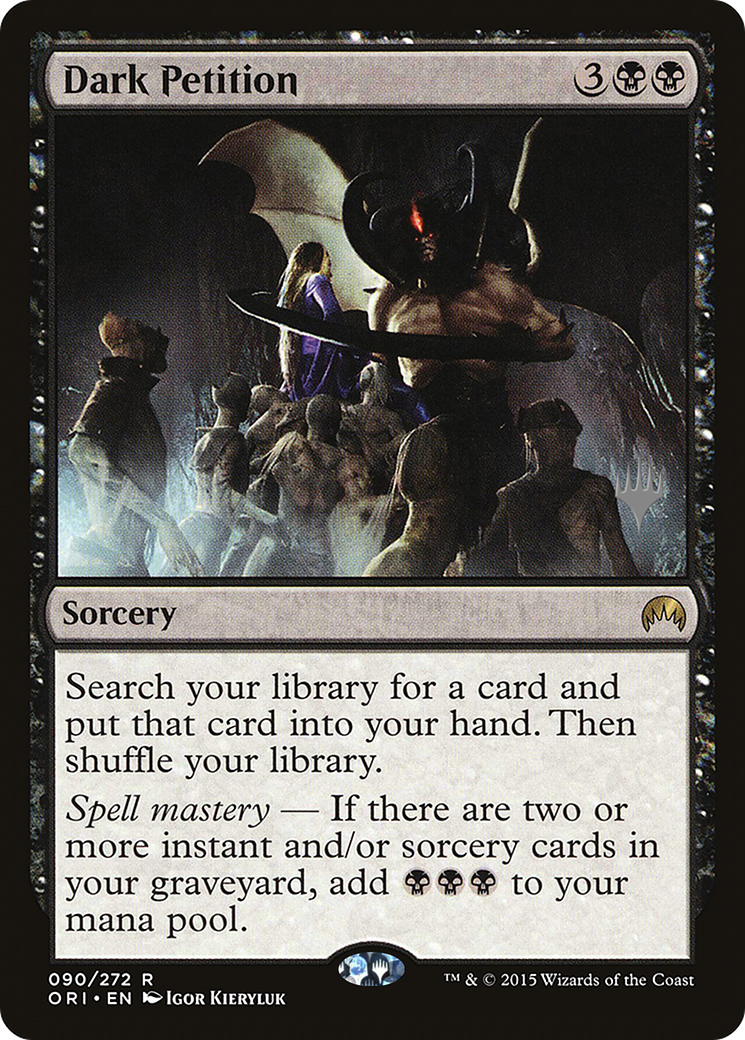 Dark Petition 3
Sorcery
Search your library for a card and
put that card into your hand. Then
shuffle your library.
Spell mastery — If there are two or
more instant and/or sorcery cards in
your graveyard, add to your
mana pool.
090/272 R
ORI • EN Igor Kieryluk
™ & © 2015 Wizards of the Coast